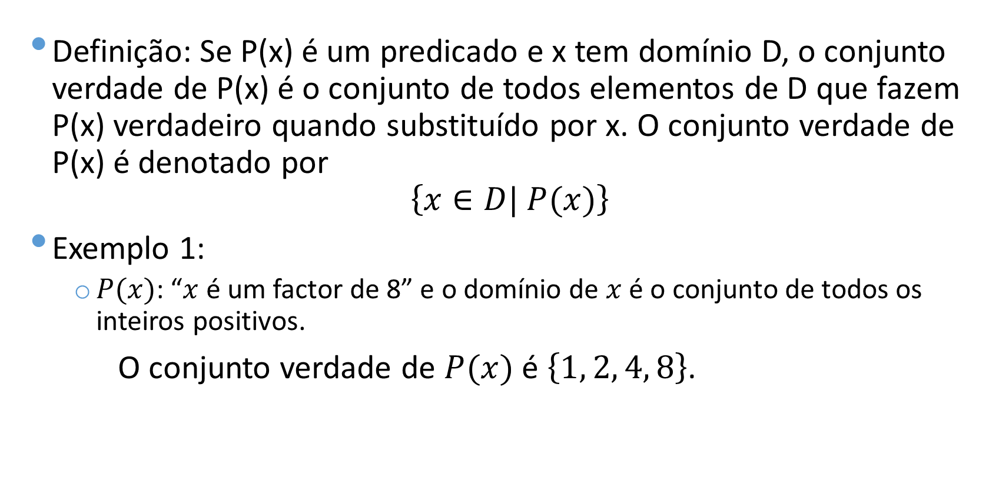 • Definição: Se P(x) é um predicado e x tem domínio D, o conjunto
verdade de P(x) é o conjunto de todos elementos de D que fazem
P(x) verdadeiro quando substituído por x. O conjunto verdade de
P(x) é denotado por
{x ∈ D| P(x)}
• Exemplo 1:
○ P(x): “x é um factor de 8” e o domínio de x é o conjunto de todos os
inteiros positivos.
O conjunto verdade de P(x) é {1, 2, 4, 8}.